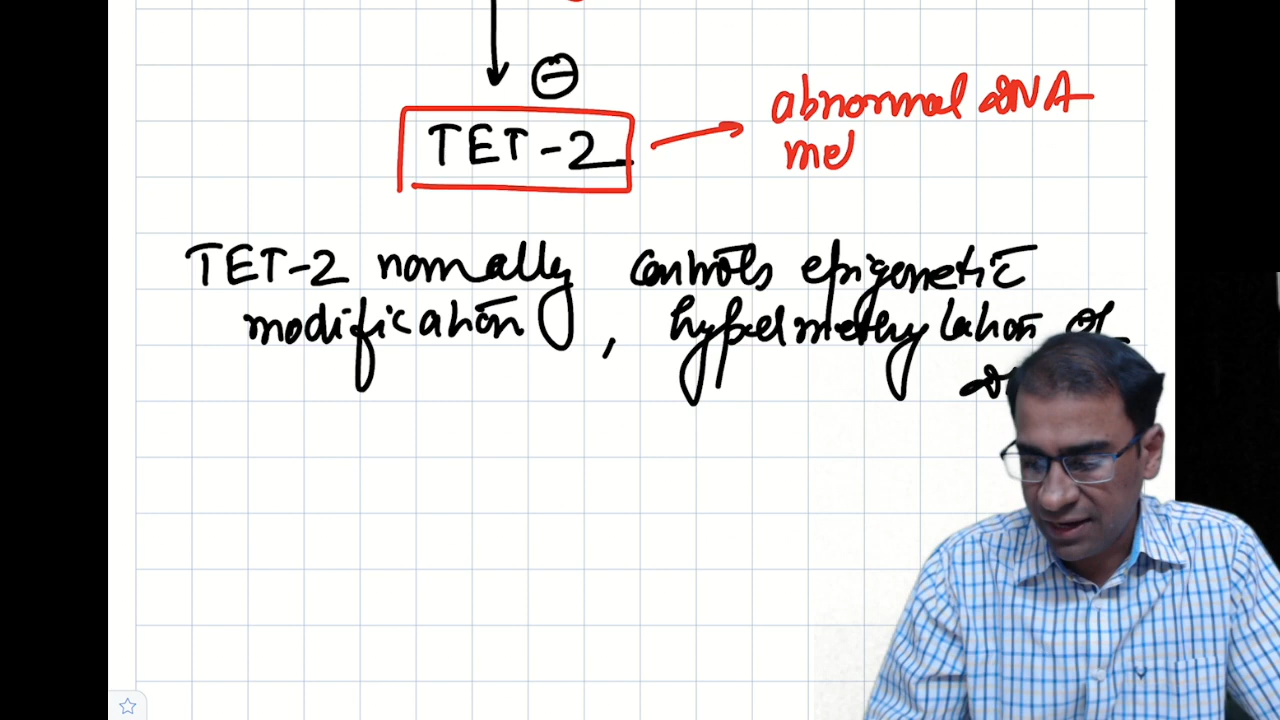 ⊖
TET-2
abnormal DNA
me
TET-2 normally controls epigenetic
modification, hypermethylation of